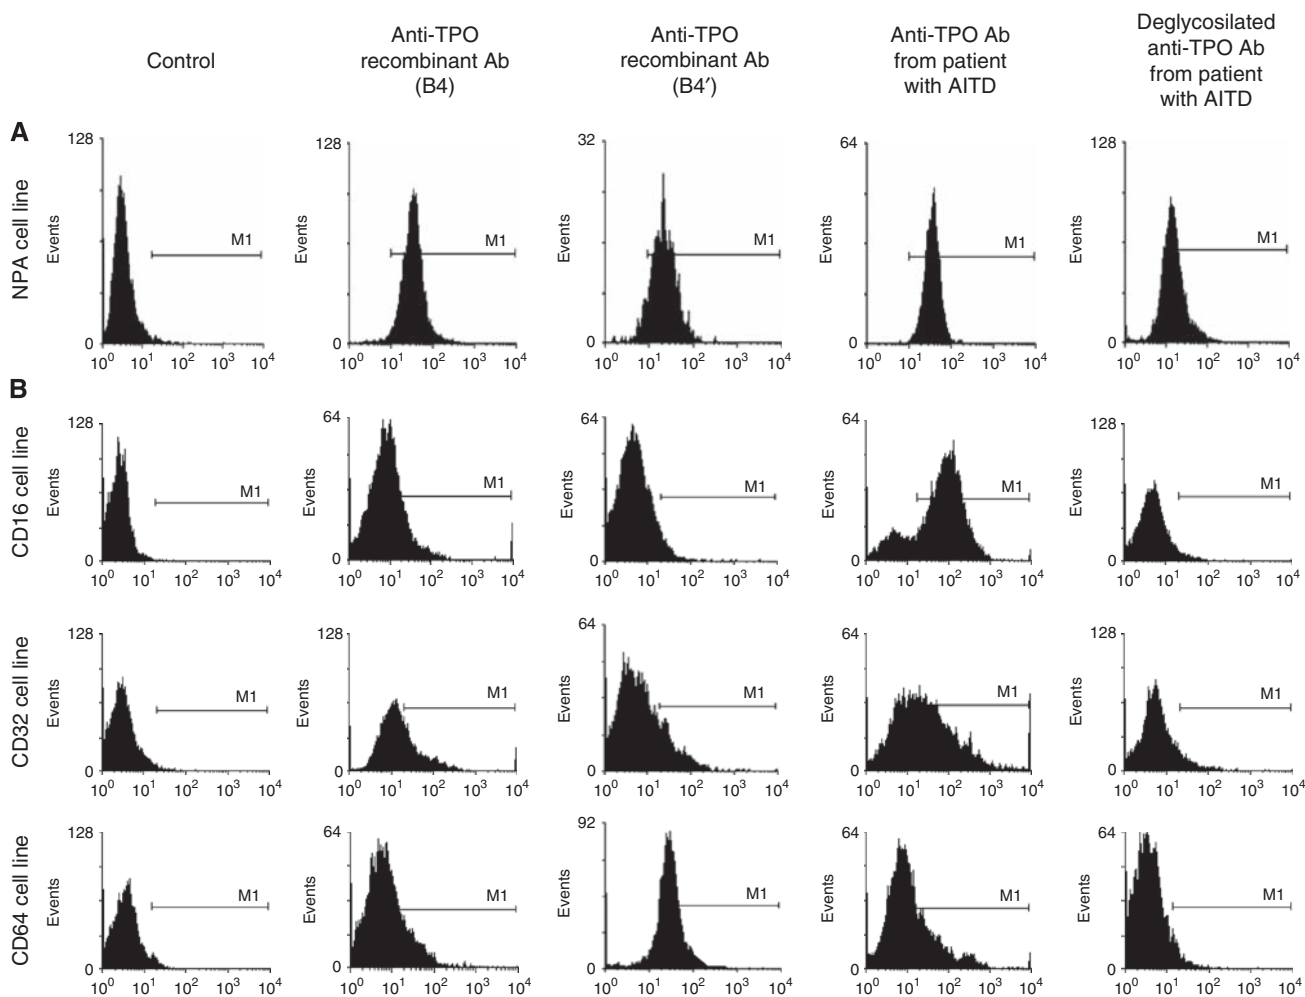 Control
Anti-TPO
recombinant Ab
(B4)
Anti-TPO
recombinant Ab
(B4′)
Anti-TPO Ab
from patient
with AITD
Deglycosilated
anti-TPO Ab
from patient
with AITD
A
NPA cell line
Events
128
0
M1
10⁰ 10¹ 10² 10³ 10⁴
Events
128
0
M1
10⁰ 10¹ 10² 10³ 10⁴
Events
32
0
M1
10⁰ 10¹ 10² 10³ 10⁴
Events
64
0
M1
10⁰ 10¹ 10² 10³ 10⁴
Events
128
0
M1
10⁰ 10¹ 10² 10³ 10⁴
B
CD16 cell line
Events
128
0
M1
10⁰ 10¹ 10² 10³ 10⁴
Events
64
0
M1
10⁰ 10¹ 10² 10³ 10⁴
Events
64
0
M1
10⁰ 10¹ 10² 10³ 10⁴
Events
64
0
M1
10⁰ 10¹ 10² 10³ 10⁴
Events
128
0
M1
10⁰ 10¹ 10² 10³ 10⁴
CD32 cell line
Events
128
0
M1
10⁰ 10¹ 10² 10³ 10⁴
Events
128
0
M1
10⁰ 10¹ 10² 10³ 10⁴
Events
64
0
M1
10⁰ 10¹ 10² 10³ 10⁴
Events
64
0
M1
10⁰ 10¹ 10² 10³ 10⁴
Events
128
0
M1
10⁰ 10¹ 10² 10³ 10⁴
CD64 cell line
Events
128
0
M1
10⁰ 10¹ 10² 10³ 10⁴
Events
64
0
M1
10⁰ 10¹ 10² 10³ 10⁴
Events
92
0
M1
10⁰ 10¹ 10² 10³ 10⁴
Events
64
0
M1
10⁰ 10¹ 10² 10³ 10⁴
Events
64
0
M1
10⁰ 10¹ 10² 10³ 10⁴